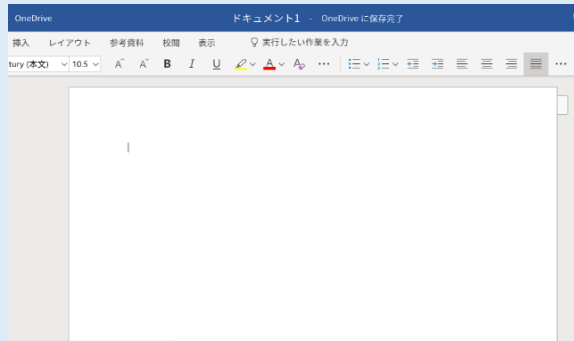 OneDrive ドキュメント1 - OneDrive に保存完了
挿入 レイアウト 参考資料 校閲 表示 実行したい作業を入力
tury (本文) 10.5 A A B I U A A ...